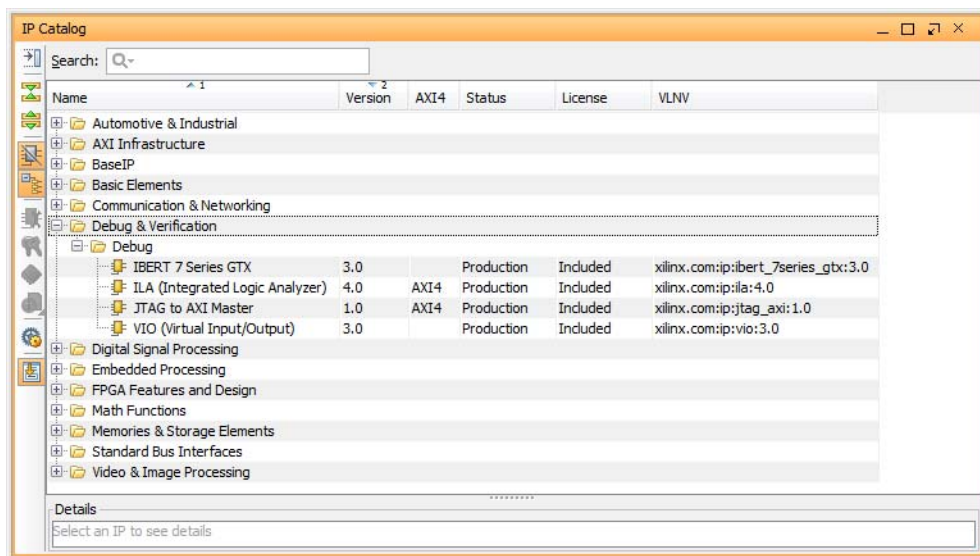 IP Catalog
Search:
Name 1 Version 2 AXI4 Status License VLNV
Automotive & Industrial
AXI Infrastructure
BaseIP
Basic Elements
Communication & Networking
Debug & Verification
Debug
IBERT 7 Series GTX 3.0 Production Included xilinx.com:ip:ibert_7series_gtx:3.0
ILA (Integrated Logic Analyzer) 4.0 AXI4 Production Included xilinx.com:ip:ila:4.0
JTAG to AXI Master 1.0 AXI4 Production Included xilinx.com:ip:jtag_axi:1.0
VIO (Virtual Input/Output) 3.0 Production Included xilinx.com:ip:vio:3.0
Digital Signal Processing
Embedded Processing
FPGA Features and Design
Math Functions
Memories & Storage Elements
Standard Bus Interfaces
Video & Image Processing
Details
Select an IP to see details